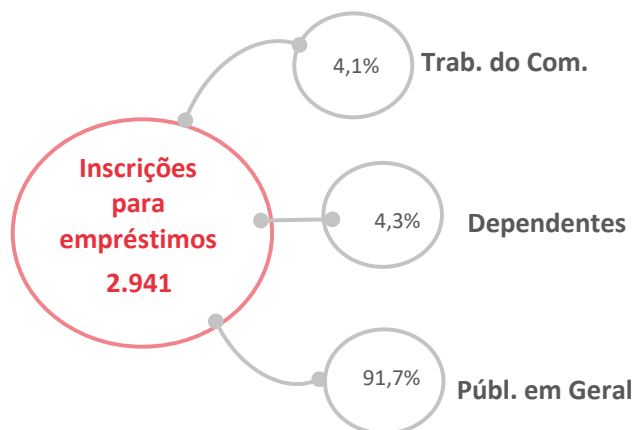 4,1%
Trab. do Com.
Inscrições
para
empréstimos
2.941
4,3%
Dependentes
91,7%
Públ. em Geral